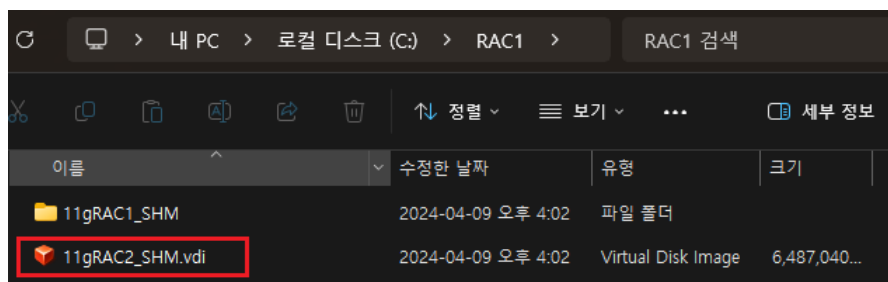 내 PC > 로컬 디스크 (C:) > RAC1 > RAC1 검색
정렬 보기 ... 세부 정보
이름 수정한 날짜 유형 크기
11gRAC1_SHM 2024-04-09 오후 4:02 파일 폴더
11gRAC2_SHM.vdi 2024-04-09 오후 4:02 Virtual Disk Image 6,487,040...